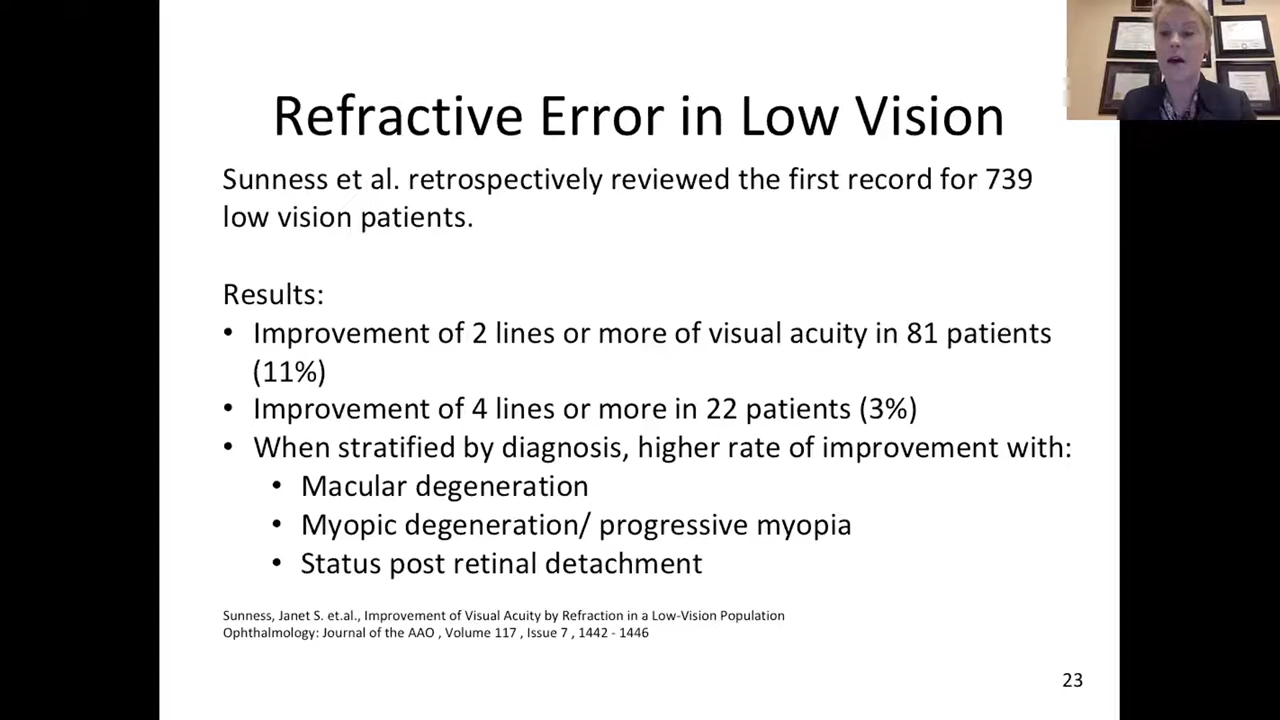 Refractive Error in Low Vision
Sunness et al. retrospectively reviewed the first record for 739
low vision patients.
Results:
• Improvement of 2 lines or more of visual acuity in 81 patients
(11%)
• Improvement of 4 lines or more in 22 patients (3%)
• When stratified by diagnosis, higher rate of improvement with:
• Macular degeneration
• Myopic degeneration/ progressive myopia
• Status post retinal detachment
Sunness, Janet S. et.al., Improvement of Visual Acuity by Refraction in a Low-Vision Population
Ophthalmology: Journal of the AAO , Volume 117 , Issue 7 , 1442 - 1446
23